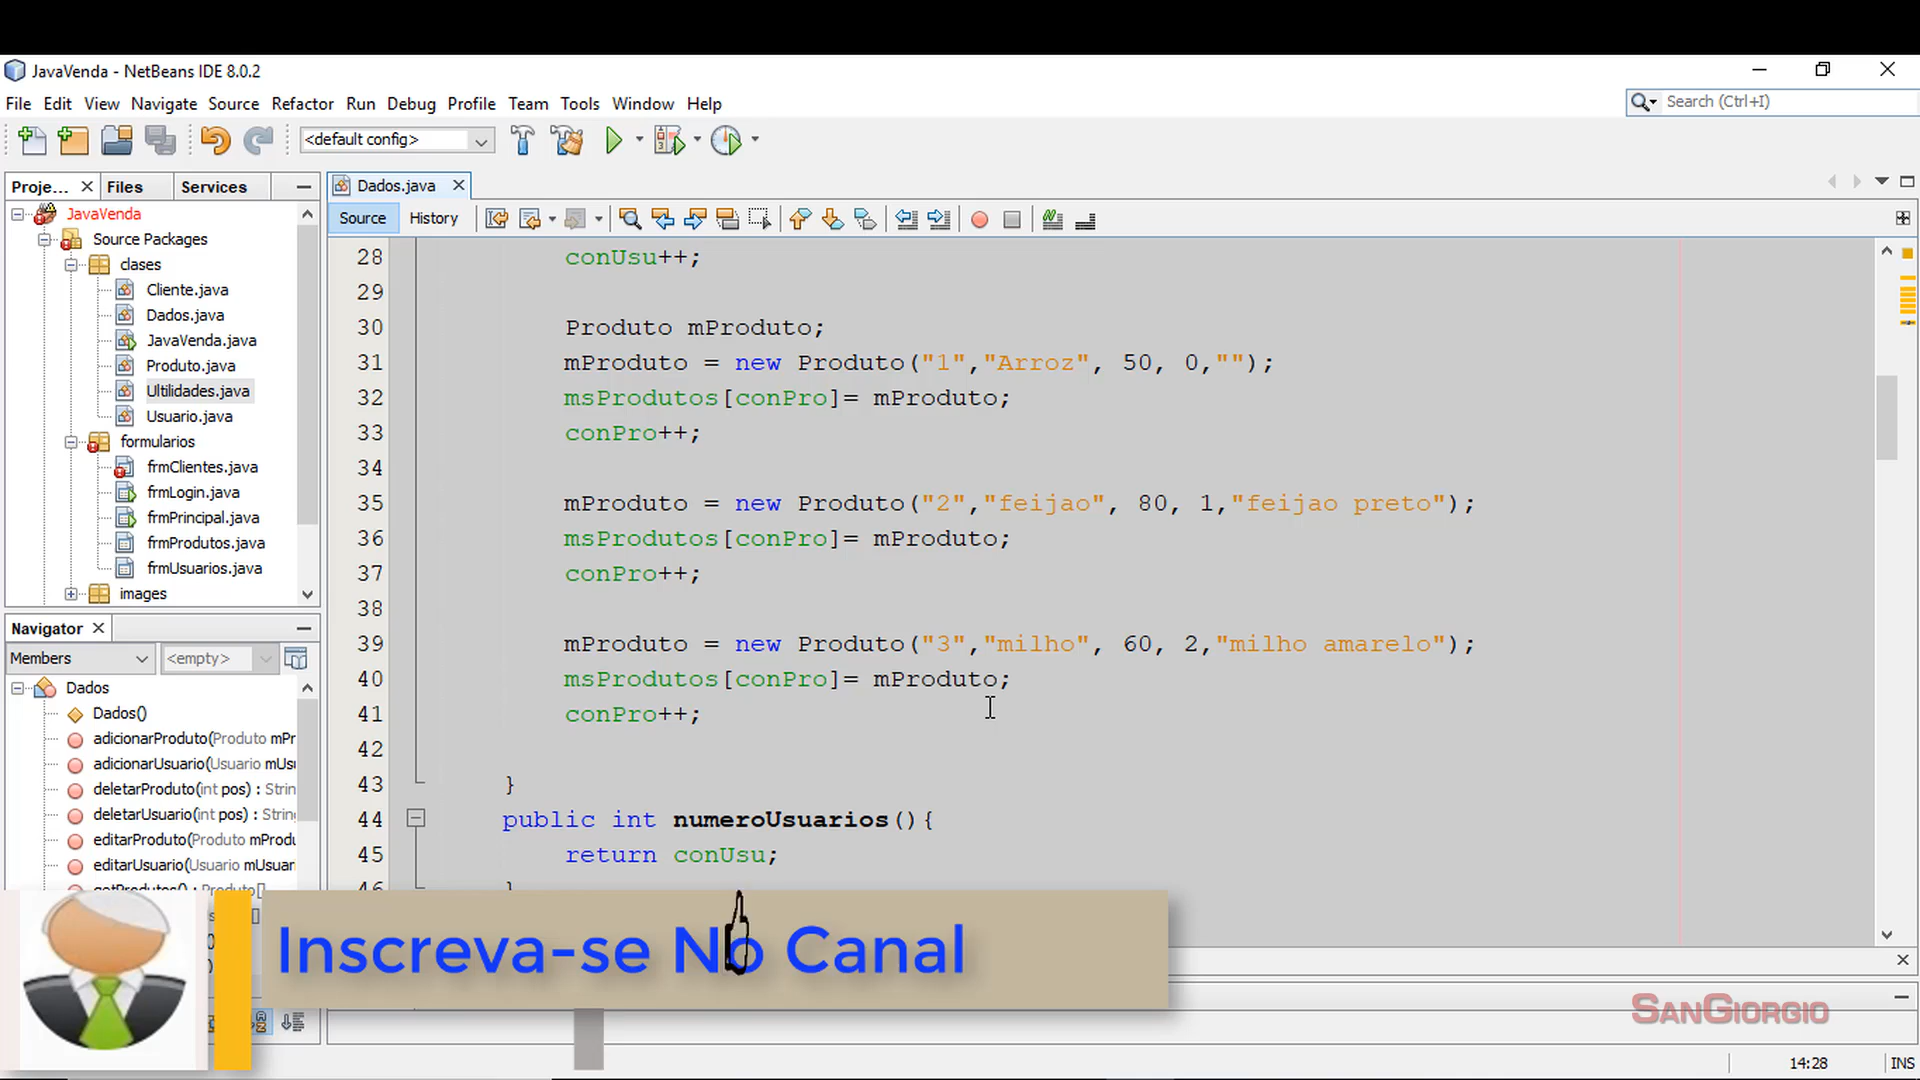 JavaVenda - NetBeans IDE 8.0.2
File Edit View Navigate Source Refactor Run Debug Profile Team Tools Window Help
Search (Ctrl+I)
<default config>
Proje... Files Services
Dados.java
Source History
JavaVenda
Source Packages
clases
Cliente.java
Dados.java
JavaVenda.java
Produto.java
Ultilidades.java
Usuario.java
formularios
frmClientes.java
frmLogin.java
frmPrincipal.java
frmProdutos.java
frmUsuarios.java
images
Navigator
Members <empty>
Dados
Dados()
adicionarProduto(Produto mPr
adicionarUsuario(Usuario mUs
deletarProduto(int pos) : Strin
deletarUsuario(int pos) : String
editarProduto(Produto mProdu
editarUsuario(Usuario mUsuar
getProdutos() : Produto[]
28 conUsu++;
29
30 Produto mProduto;
31 mProduto = new Produto("1","Arroz", 50, 0,"");
32 msProdutos[conPro]= mProduto;
33 conPro++;
34
35 mProduto = new Produto("2","feijao", 80, 1,"feijao preto");
36 msProdutos[conPro]= mProduto;
37 conPro++;
38
39 mProduto = new Produto("3","milho", 60, 2,"milho amarelo");
40 msProdutos[conPro]= mProduto;
41 conPro++;
42
43 }
44 public int numeroUsuarios(){
45 return conUsu;
46 }
Inscreva-se No Canal
SANGIORGIO
14:28 INS